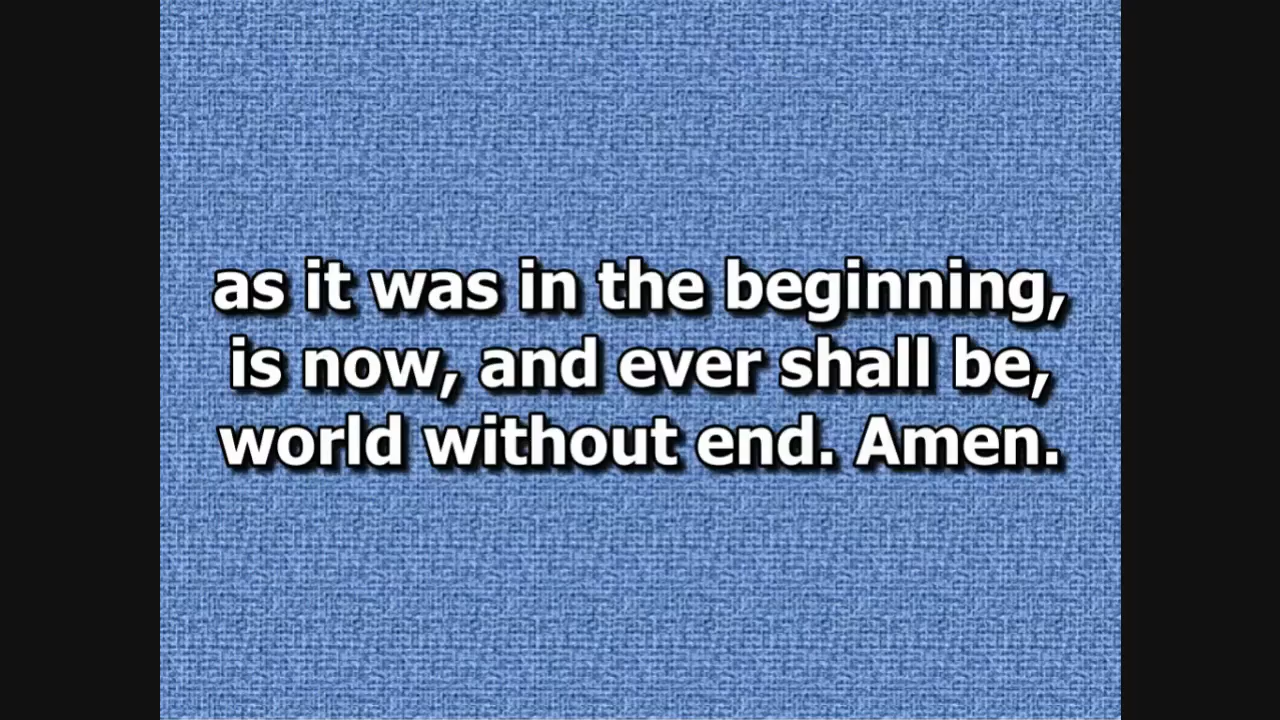 as it was in the beginning,
is now, and ever shall be,
world without end. Amen.